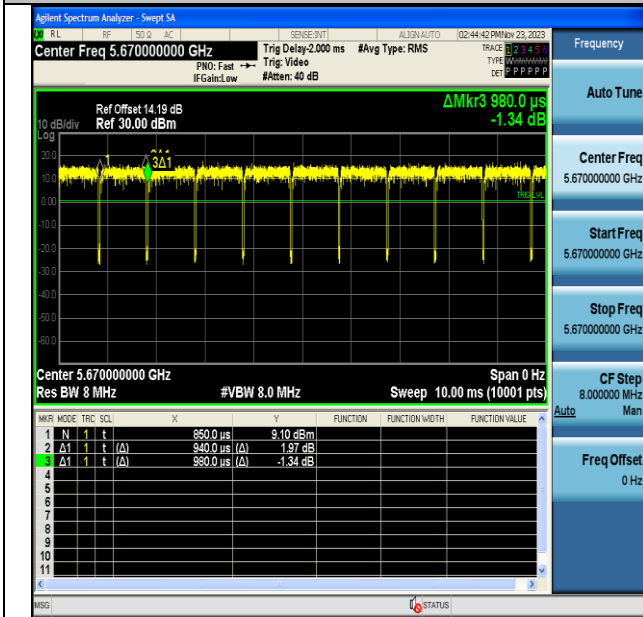 Agilent Spectrum Analyzer - Swept SA
RL RF 50 Ω AC SENSE:INT ALIGN AUTO 02:44:42 PM Nov 23, 2023
Center Freq 5.670000000 GHz
PNO: Fast
IFGain:Low
Trig Delay-2.000 ms
Trig: Video
#Atten: 40 dB
#Avg Type: RMS
TRACE 1 2 3 4 5 6
TYPE
DET P P P P P P
Ref Offset 14.19 dB
Ref 30.00 dBm
10 dB/div
Log
ΔMkr3 980.0 µs
-1.34 dB
20.0
10.0
0.00
-10.0
-20.0
-30.0
-40.0
-50.0
-60.0
1
3Δ1
TRIG LVL
Center 5.670000000 GHz Span 0 Hz
Res BW 8 MHz #VBW 8.0 MHz Sweep 10.00 ms (10001 pts)
MKR MODE TRC SCL X Y FUNCTION FUNCTION WIDTH FUNCTION VALUE
1 N 1 t 850.0 µs 9.10 dBm
2 Δ1 1 t (Δ) 940.0 µs (Δ) 1.97 dB
3 Δ1 1 t (Δ) 980.0 µs (Δ) -1.34 dB
4
5
6
7
8
9
10
11
MSG STATUS
Frequency
Auto Tune
Center Freq
5.670000000 GHz
Start Freq
5.670000000 GHz
Stop Freq
5.670000000 GHz
CF Step
8.000000 MHz
Auto Man
Freq Offset
0 Hz